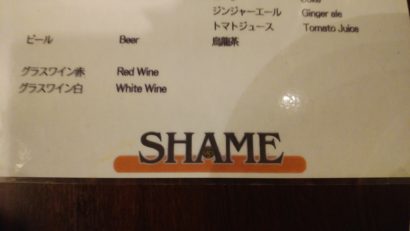 ジンジャーエール Ginger ale
トマトジュース Tomato Juice
烏龍茶
ビール Beer
グラスワイン赤 Red Wine
グラスワイン白 White Wine
SHAME